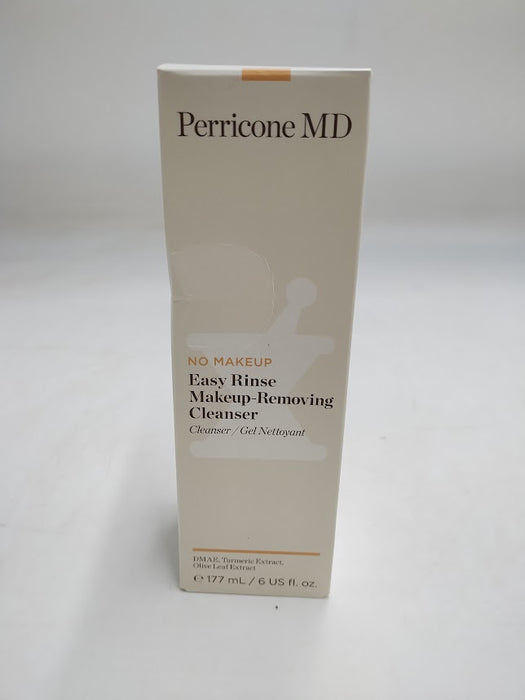 Perricone MD
NO MAKEUP
Easy Rinse
Makeup-Removing
Cleanser
Cleanser / Gel Nettoyant
DMAE, Turmeric Extract,
Olive Leaf Extract
℮ 177 mL / 6 US fl. oz.